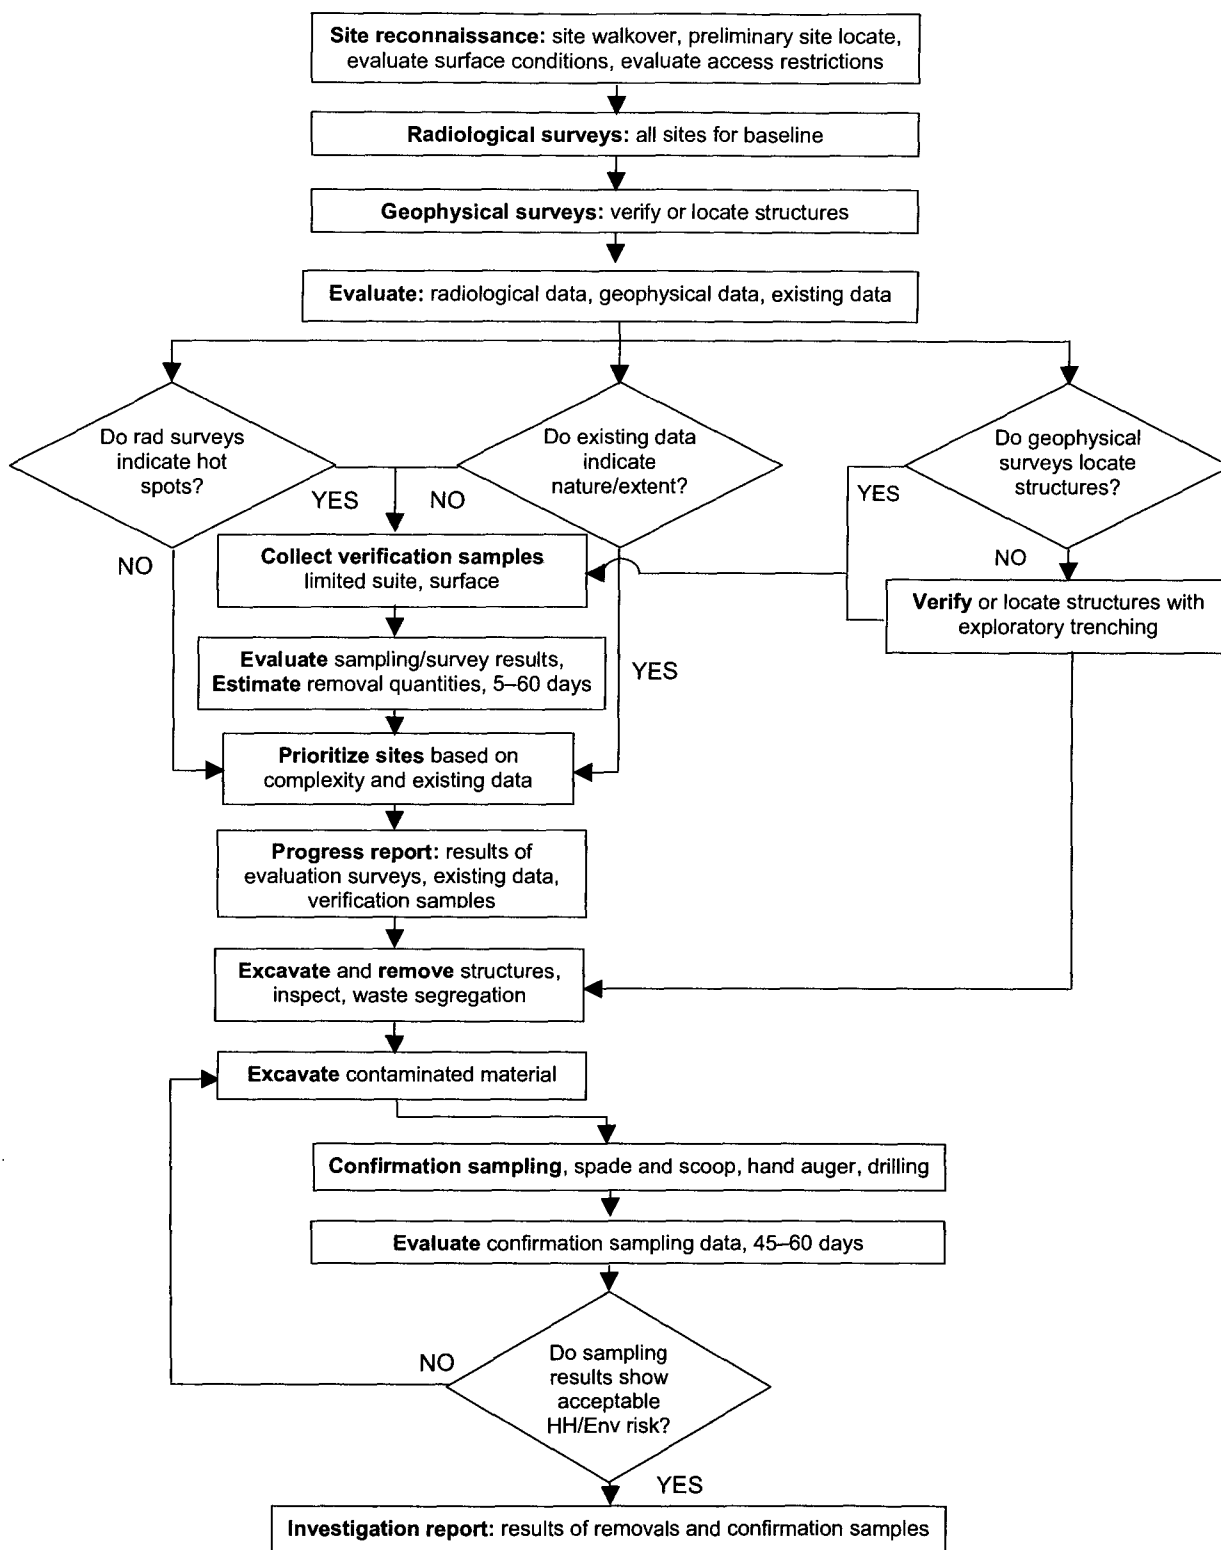 Site reconnaissance: site walkover, preliminary site locate,
evaluate surface conditions, evaluate access restrictions
Radiological surveys: all sites for baseline
Geophysical surveys: verify or locate structures
Evaluate: radiological data, geophysical data, existing data
Do rad surveys
indicate hot
spots?
Do existing data
indicate
nature/extent?
Do geophysical
surveys locate
structures?
YES
NO
YES
NO
NO
Collect verification samples
limited suite, surface
Verify or locate structures with
exploratory trenching
Evaluate sampling/survey results,
Estimate removal quantities, 5–60 days
YES
Prioritize sites based on
complexity and existing data
Progress report: results of
evaluation surveys, existing data,
verification samples
Excavate and remove structures,
inspect, waste segregation
Excavate contaminated material
Confirmation sampling, spade and scoop, hand auger, drilling
Evaluate confirmation sampling data, 45–60 days
NO
Do sampling
results show
acceptable
HH/Env risk?
YES
Investigation report: results of removals and confirmation samples